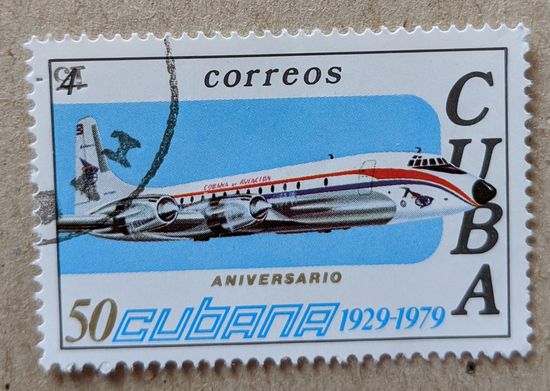 4¢
correos
CUBA
CUBANA DE AVIACION
ANIVERSARIO
50 CUBANA 1929-1979